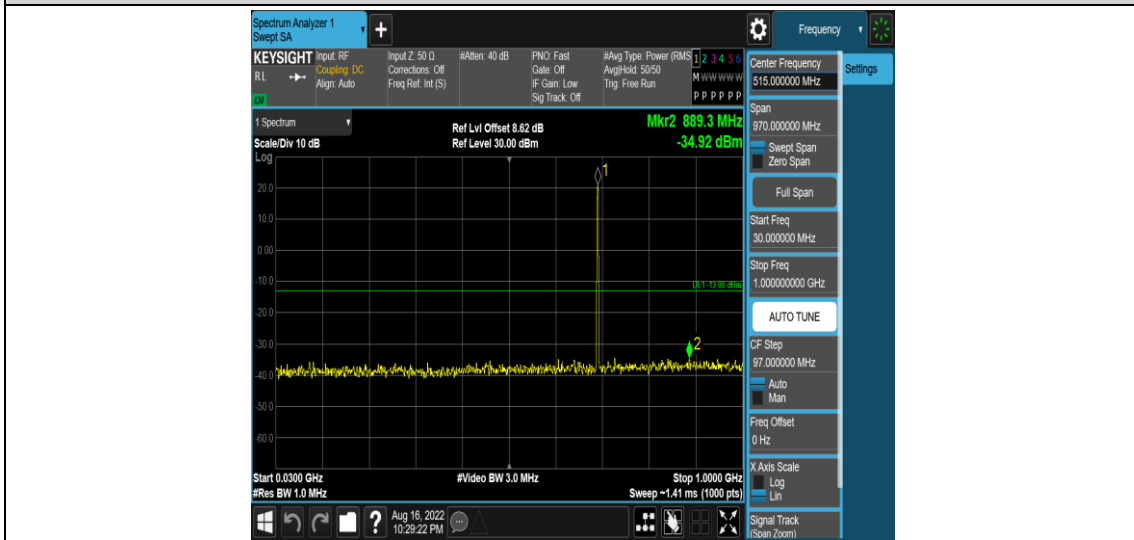 Spectrum Analyzer 1
Swept SA
Frequency
KEYSIGHT
RL
LXI
Input: RF
Coupling: DC
Align: Auto
Input Z: 50 Ω
Corrections: Off
Freq Ref: Int (S)
#Atten: 40 dB
PNO: Fast
Gate: Off
IF Gain: Low
Sig Track: Off
#Avg Type: Power (RMS
Avg|Hold: 50/50
Trig: Free Run
1 2 3 4 5 6
M W W W W W
P P P P P P
1 Spectrum
Scale/Div 10 dB
Log
Ref Lvl Offset 8.62 dB
Ref Level 30.00 dBm
Mkr2 889.3 MHz
-34.92 dBm
1
20.0
10.0
0.00
-10.0
DL1 -13.00 dBm
-20.0
-30.0
2
-40.0
-50.0
-60.0
Start 0.0300 GHz
#Res BW 1.0 MHz
#Video BW 3.0 MHz
Stop 1.0000 GHz
Sweep ~1.41 ms (1000 pts)
Center Frequency
515.000000 MHz
Settings
Span
970.000000 MHz
Swept Span
Zero Span
Full Span
Start Freq
30.000000 MHz
Stop Freq
1.000000000 GHz
AUTO TUNE
CF Step
97.000000 MHz
Auto
Man
Freq Offset
0 Hz
X Axis Scale
Log
Lin
Signal Track
(Span Zoom)
?
Aug 16, 2022
10:29:22 PM